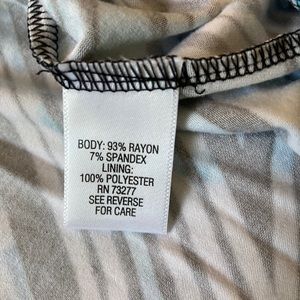 BODY: 93% RAYON
7% SPANDEX
LINING:
100% POLYESTER
RN 73277
SEE REVERSE
FOR CARE